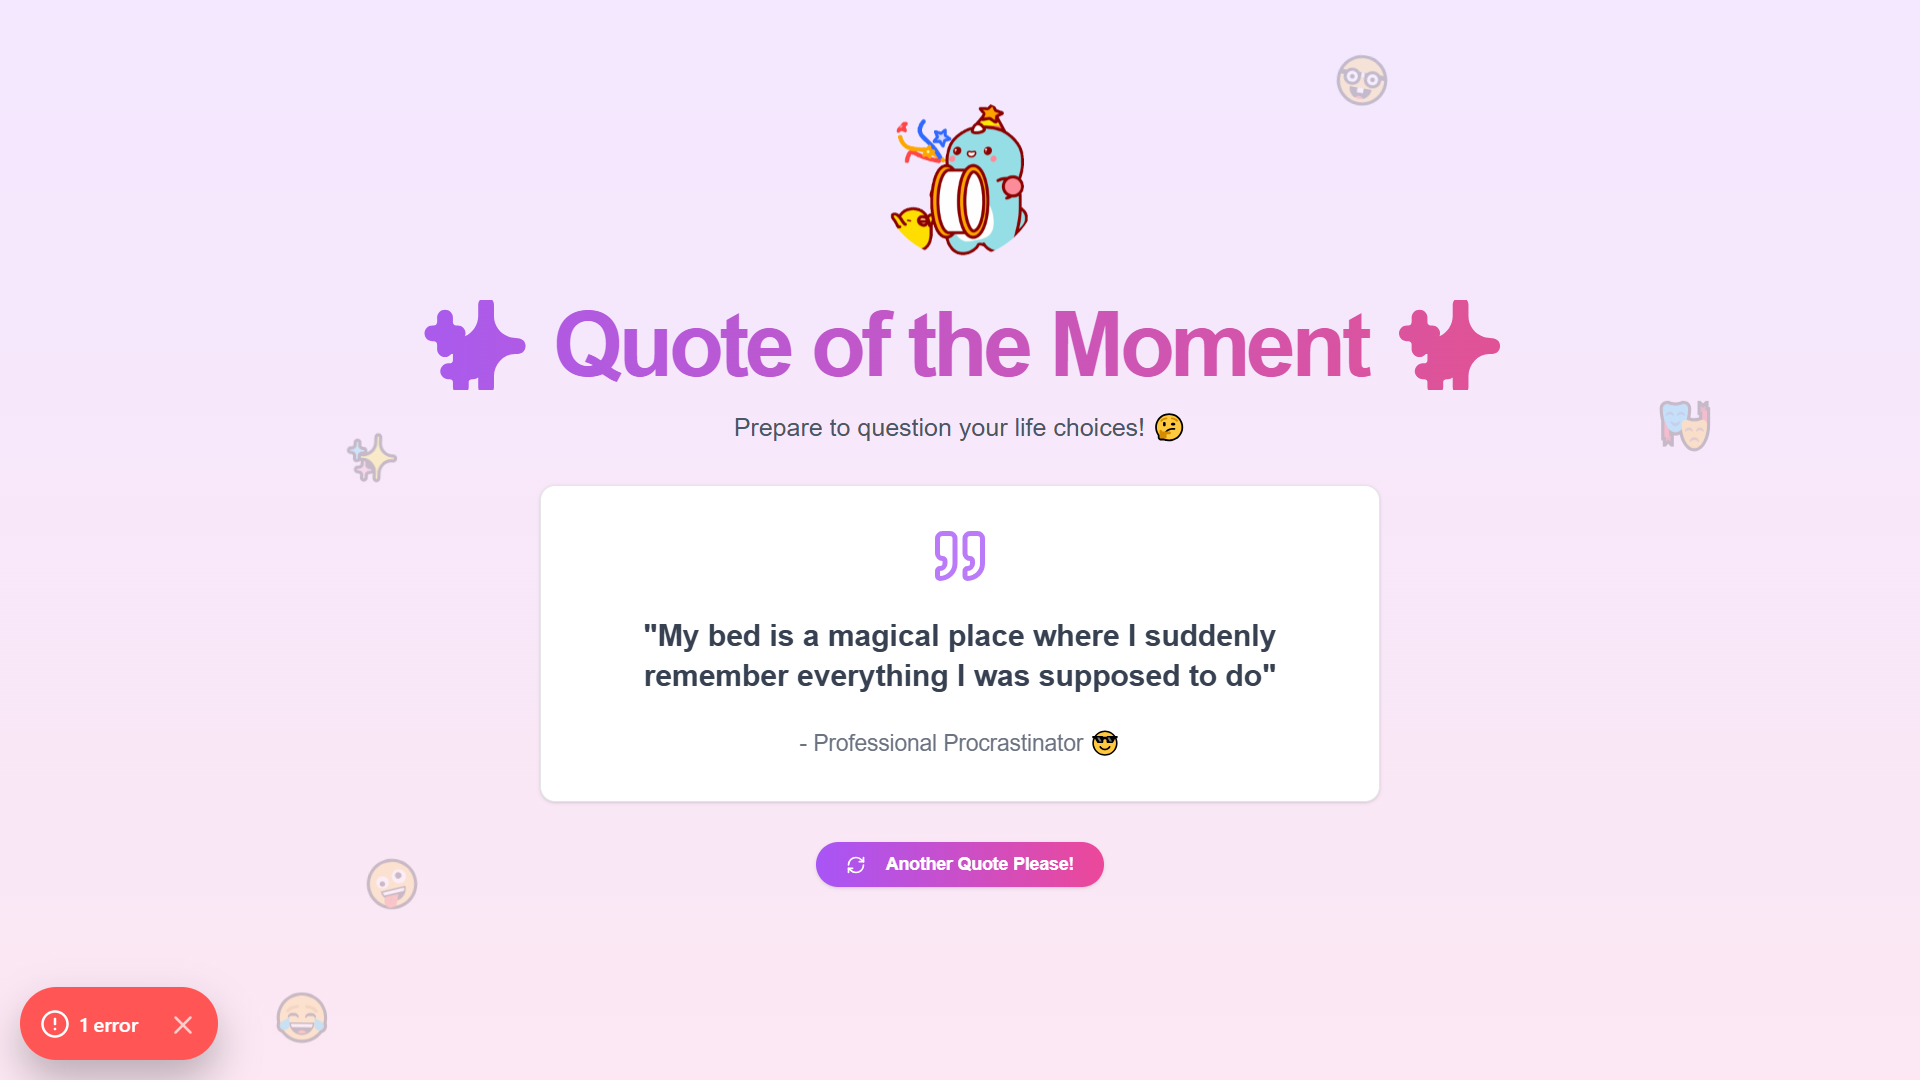 ✨ Quote of the Moment ✨
Prepare to question your life choices! 🤔
"My bed is a magical place where I suddenly
remember everything I was supposed to do"
- Professional Procrastinator 😎
Another Quote Please!
1 error